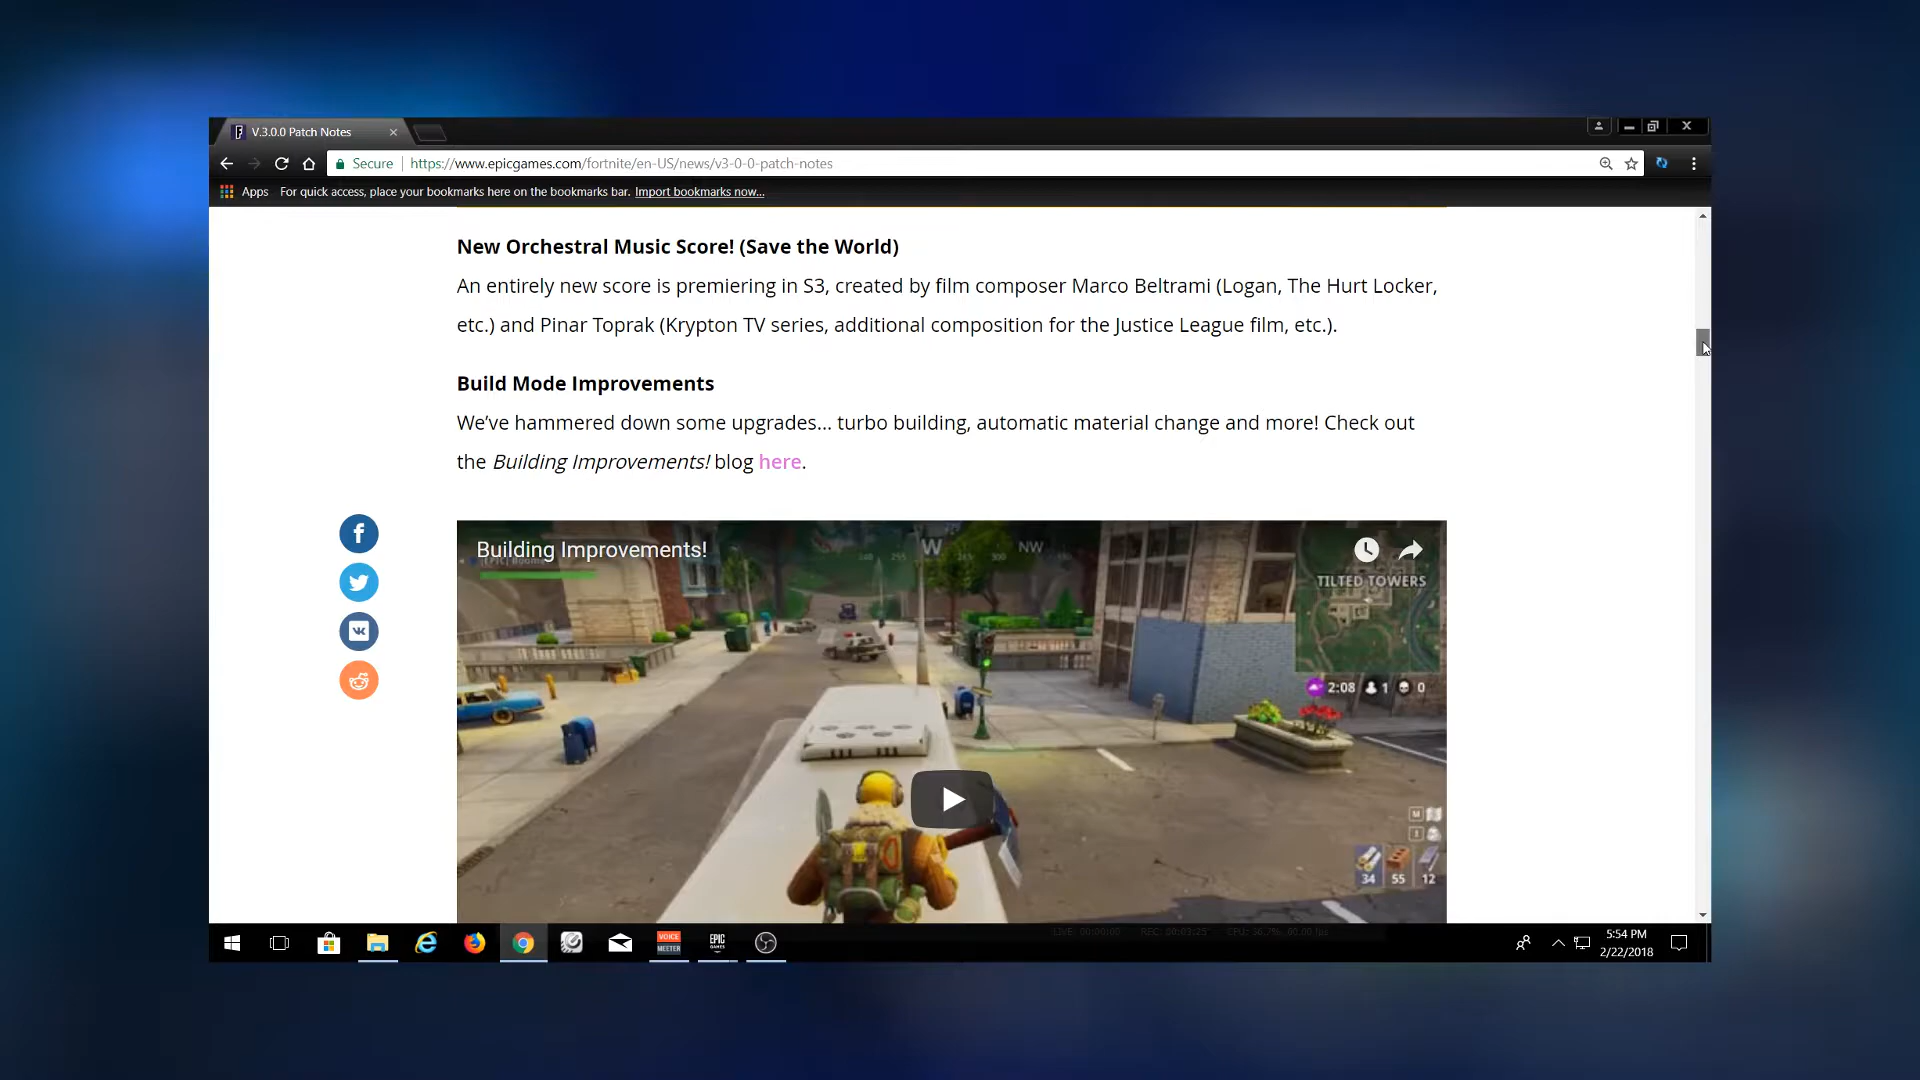 V.3.0.0 Patch Notes
Secure https://www.epicgames.com/fortnite/en-US/news/v3-0-0-patch-notes
Apps For quick access, place your bookmarks here on the bookmarks bar. Import bookmarks now...
New Orchestral Music Score! (Save the World)
An entirely new score is premiering in S3, created by film composer Marco Beltrami (Logan, The Hurt Locker,
etc.) and Pinar Toprak (Krypton TV series, additional composition for the Justice League film, etc.).
Build Mode Improvements
We've hammered down some upgrades... turbo building, automatic material change and more! Check out
the Building Improvements! blog here.
Building Improvements!
W NW
TILTED TOWERS
2:08 1 0
M
34 55 12
VOICE
MEETER
EPIC
GAMES
5:54 PM
2/22/2018